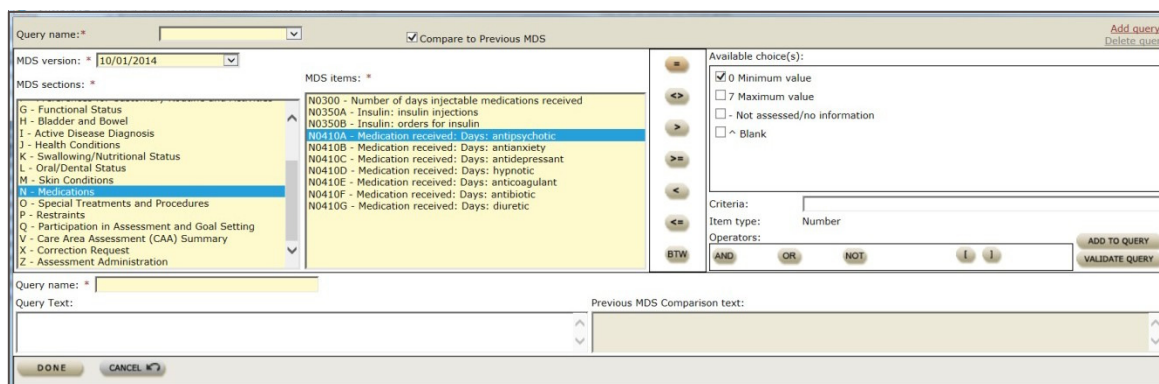 Query name:*
Compare to Previous MDS
Add query
Delete quer
MDS version: * 10/01/2014
MDS sections: *
G - Functional Status
H - Bladder and Bowel
I - Active Disease Diagnosis
J - Health Conditions
K - Swallowing/Nutritional Status
L - Oral/Dental Status
M - Skin Conditions
N - Medications
O - Special Treatments and Procedures
P - Restraints
Q - Participation in Assessment and Goal Setting
V - Care Area Assessment (CAA) Summary
X - Correction Request
Z - Assessment Administration
MDS items: *
N0300 - Number of days injectable medications received
N0350A - Insulin: insulin injections
N0350B - Insulin: orders for insulin
N0410A - Medication received: Days: antipsychotic
N0410B - Medication received: Days: antianxiety
N0410C - Medication received: Days: antidepressant
N0410D - Medication received: Days: hypnotic
N0410E - Medication received: Days: anticoagulant
N0410F - Medication received: Days: antibiotic
N0410G - Medication received: Days: diuretic
=
<>
>
>=
<
<=
BTW
Available choice(s):
0 Minimum value
7 Maximum value
- Not assessed/no information
^ Blank
Criteria:
Item type: Number
Operators:
AND OR NOT [ ]
ADD TO QUERY
VALIDATE QUERY
Query name: *
Query Text:
Previous MDS Comparison text:
DONE CANCEL